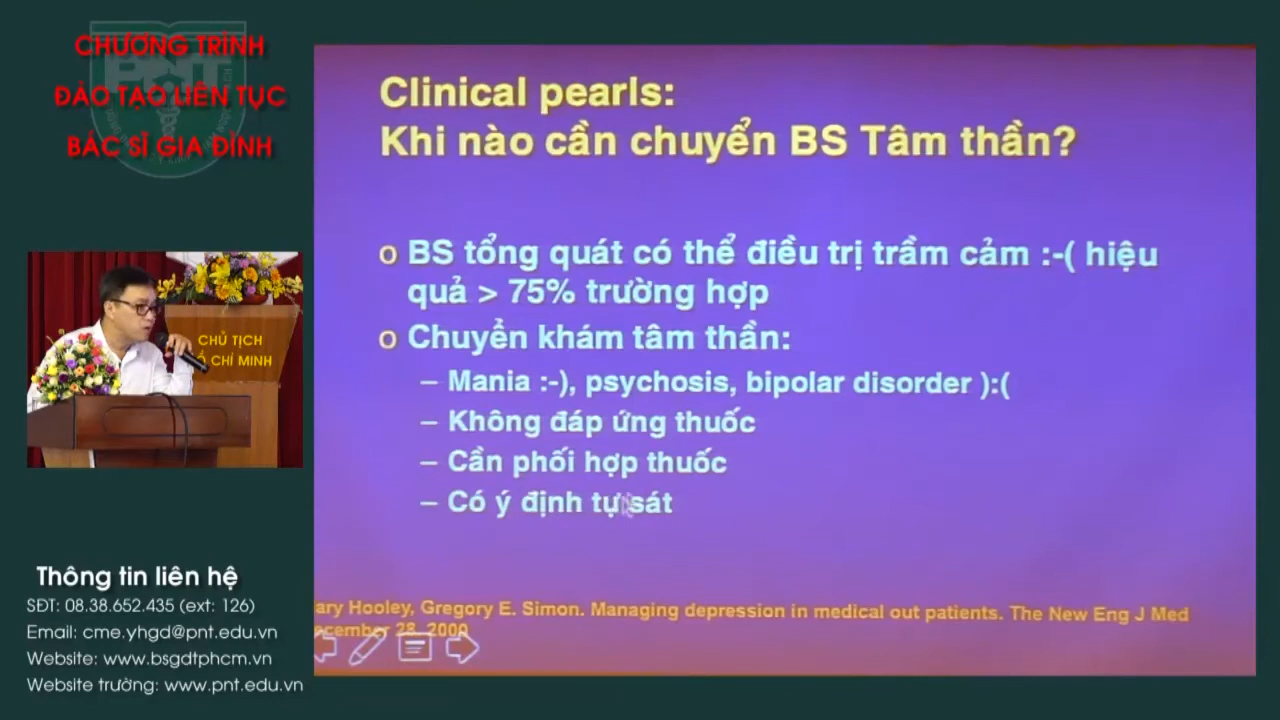 CHƯƠNG TRÌNH
ĐÀO TẠO LIÊN TỤC
BÁC SĨ GIA ĐÌNH
PNT
Clinical pearls:
Khi nào cần chuyển BS Tâm thần?
o BS tổng quát có thể điều trị trầm cảm :-( hiệu
quả > 75% trường hợp
o Chuyển khám tâm thần:
– Mania :-), psychosis, bipolar disorder ):(
– Không đáp ứng thuốc
– Cần phối hợp thuốc
– Có ý định tự sát
ary Hooley, Gregory E. Simon. Managing depression in medical out patients. The New Eng J Med
ecember 28, 2000
CHỦ TỊCH
Ồ CHÍ MINH
Thông tin liên hệ
SĐT: 08.38.652.435 (ext: 126)
Email: cme.yhgd@pnt.edu.vn
Website: www.bsgdtphcm.vn
Website trường: www.pnt.edu.vn